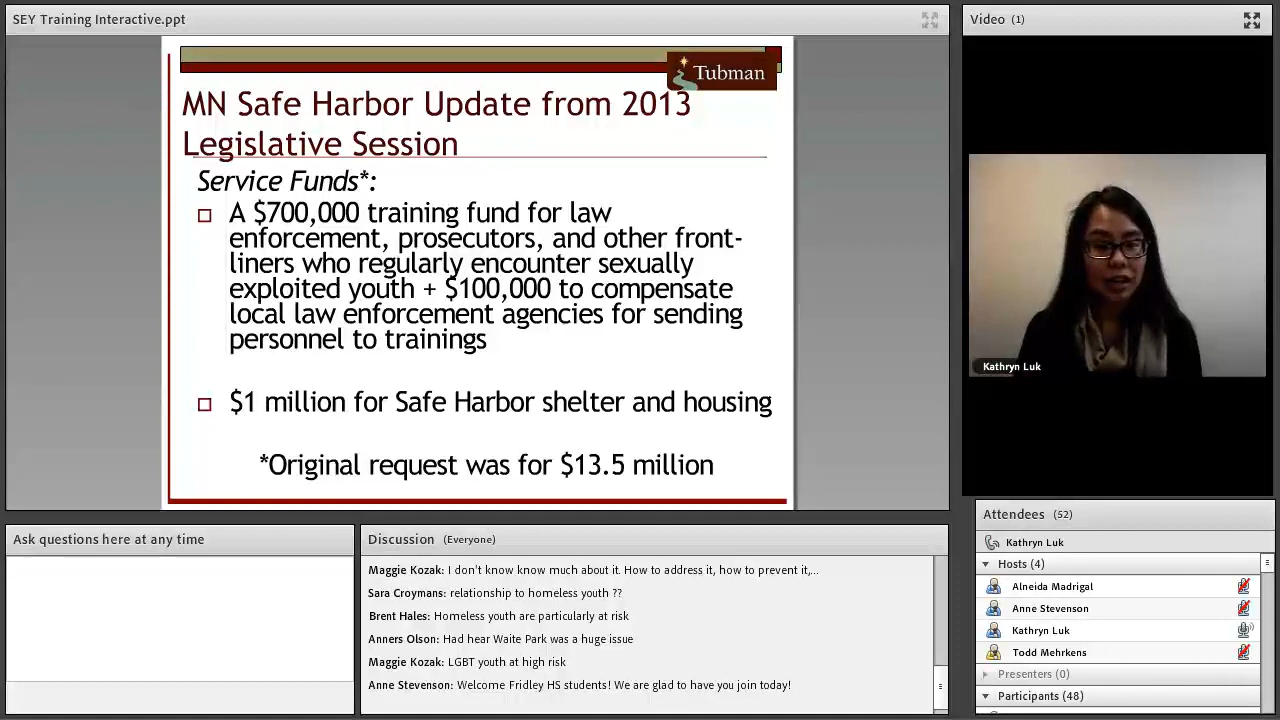 SEY Training Interactive.ppt
Tubman
MN Safe Harbor Update from 2013
Legislative Session
Service Funds*:
A $700,000 training fund for law
enforcement, prosecutors, and other front-
liners who regularly encounter sexually
exploited youth + $100,000 to compensate
local law enforcement agencies for sending
personnel to trainings
$1 million for Safe Harbor shelter and housing
*Original request was for $13.5 million
Video (1)
Kathryn Luk
Ask questions here at any time
Discussion (Everyone)
Maggie Kozak: I don't know know much about it. How to address it, how to prevent it,...
Sara Croymans: relationship to homeless youth ??
Brent Hales: Homeless youth are particularly at risk
Anners Olson: Had hear Waite Park was a huge issue
Maggie Kozak: LGBT youth at high risk
Anne Stevenson: Welcome Fridley HS students! We are glad to have you join today!
Attendees (52)
Kathryn Luk
Hosts (4)
Alneida Madrigal
Anne Stevenson
Kathryn Luk
Todd Mehrkens
Presenters (0)
Participants (48)